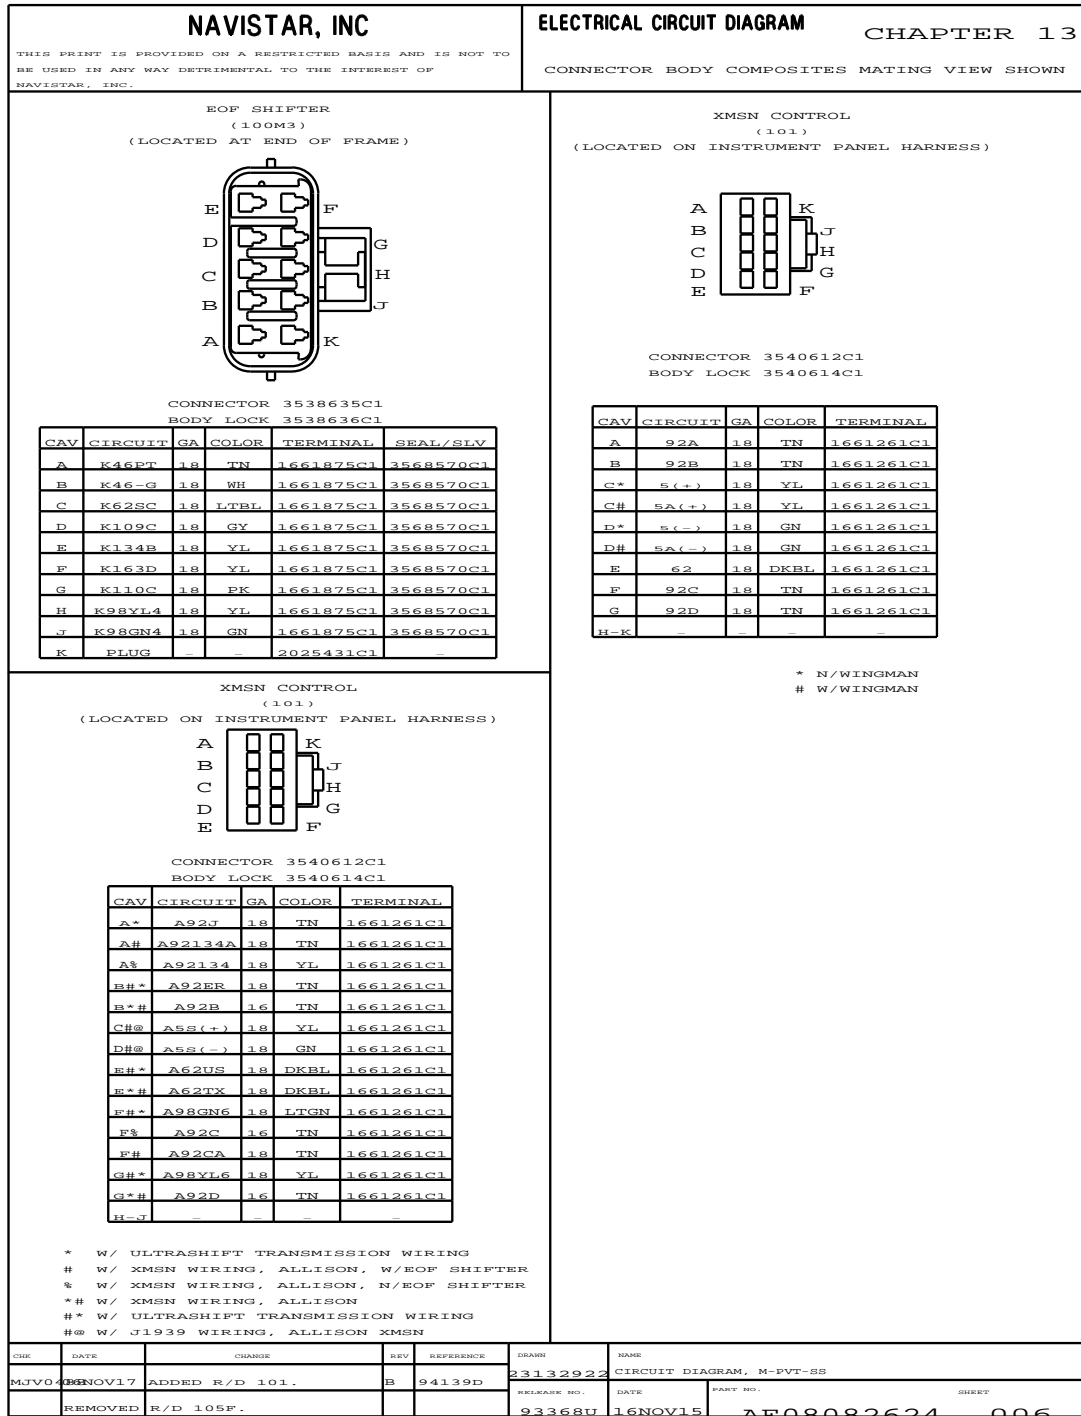 NAVISTAR, INC
THIS PRINT IS PROVIDED ON A RESTRICTED BASIS AND IS NOT TO
BE USED IN ANY WAY DETRIMENTAL TO THE INTEREST OF
NAVISTAR, INC.
ELECTRICAL CIRCUIT DIAGRAM
CHAPTER 13
CONNECTOR BODY COMPOSITES MATING VIEW SHOWN
EOF SHIFTER
(100M3)
(LOCATED AT END OF FRAME)
E F
D G
C H
B J
A K
CONNECTOR 3538635C1
BODY LOCK 3538636C1
CAV CIRCUIT GA COLOR TERMINAL SEAL/SLV
A K46PT 18 TN 1661875C1 3568570C1
B K46-G 18 WH 1661875C1 3568570C1
C K62SC 18 LTBL 1661875C1 3568570C1
D K109C 18 GY 1661875C1 3568570C1
E K134B 18 YL 1661875C1 3568570C1
F K163D 18 YL 1661875C1 3568570C1
G K110C 18 PK 1661875C1 3568570C1
H K98YL4 18 YL 1661875C1 3568570C1
J K98GN4 18 GN 1661875C1 3568570C1
K PLUG - - 2025431C1 -
XMSN CONTROL
(101)
(LOCATED ON INSTRUMENT PANEL HARNESS)
A K
B J
C H
D G
E F
CONNECTOR 3540612C1
BODY LOCK 3540614C1
CAV CIRCUIT GA COLOR TERMINAL
A 92A 18 TN 1661261C1
B 92B 18 TN 1661261C1
C* 5(+) 18 YL 1661261C1
C# 5A(+) 18 YL 1661261C1
D* 5(-) 18 GN 1661261C1
D# 5A(-) 18 GN 1661261C1
E 62 18 DKBL 1661261C1
F 92C 18 TN 1661261C1
G 92D 18 TN 1661261C1
H-K - - - -
* N/WINGMAN
# W/WINGMAN
XMSN CONTROL
(101)
(LOCATED ON INSTRUMENT PANEL HARNESS)
A K
B J
C H
D G
E F
CONNECTOR 3540612C1
BODY LOCK 3540614C1
CAV CIRCUIT GA COLOR TERMINAL
A* A92J 18 TN 1661261C1
A# A92134A 18 TN 1661261C1
A% A92134 18 YL 1661261C1
B#* A92ER 18 TN 1661261C1
B*# A92B 16 TN 1661261C1
C#@ A5S(+) 18 YL 1661261C1
D#@ A5S(-) 18 GN 1661261C1
E#* A62US 18 DKBL 1661261C1
E*# A62TX 18 DKBL 1661261C1
F#* A98GN6 18 LTGN 1661261C1
F% A92C 16 TN 1661261C1
F# A92CA 18 TN 1661261C1
G#* A98YL6 18 YL 1661261C1
G*# A92D 16 TN 1661261C1
H-J - - - -
* W/ ULTRASHIFT TRANSMISSION WIRING
# W/ XMSN WIRING, ALLISON, W/EOF SHIFTER
% W/ XMSN WIRING, ALLISON, N/EOF SHIFTER
*# W/ XMSN WIRING, ALLISON
#* W/ ULTRASHIFT TRANSMISSION WIRING
#@ W/ J1939 WIRING, ALLISON XMSN
CHK DATE CHANGE REV REFERENCE
NOV17 ADDED R/D 101. B 94139D
REMOVED R/D 105F.
DRAWN NAME
23132922 CIRCUIT DIAGRAM, M-PVT-SS
RELEASE NO. DATE PART NO. SHEET
93368U 16NOV15 AE08082624 006